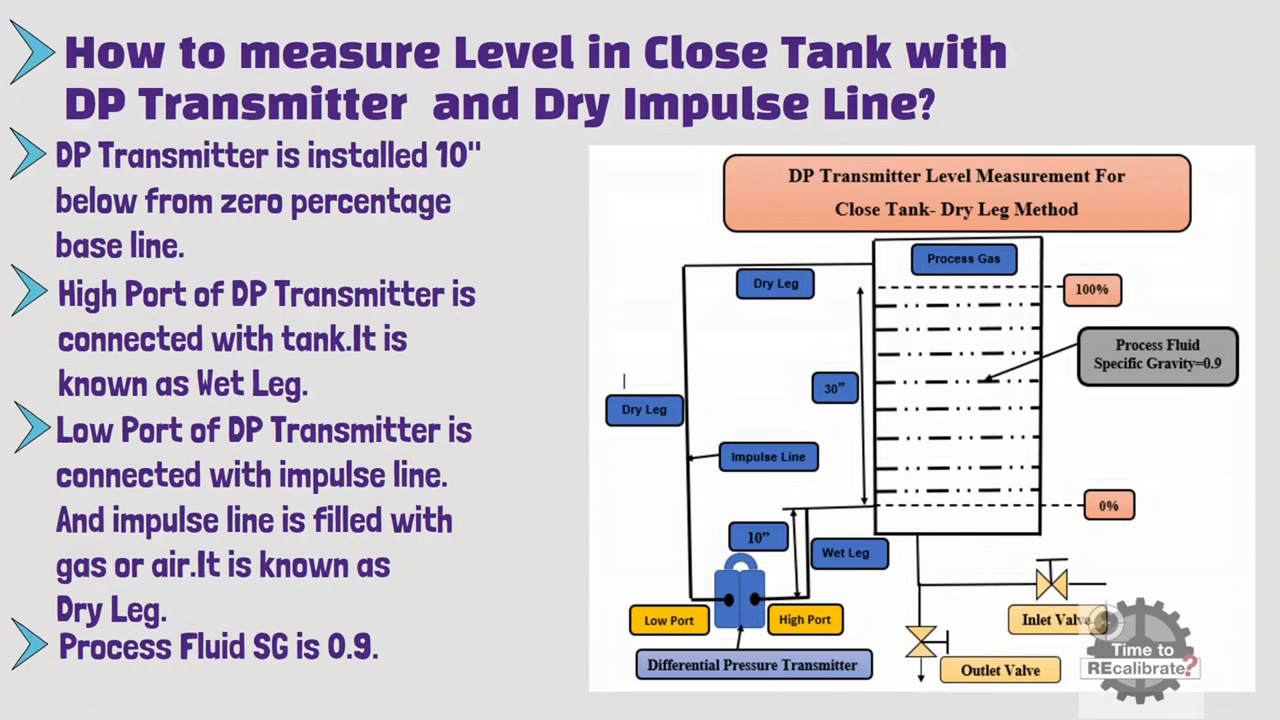 How to measure Level in Close Tank with
DP Transmitter and Dry Impulse Line?
DP Transmitter is installed 10"
below from zero percentage
base line.
High Port of DP Transmitter is
connected with tank.It is
known as Wet Leg.
Low Port of DP Transmitter is
connected with impulse line.
And impulse line is filled with
gas or air.It is known as
Dry Leg.
Process Fluid SG is 0.9.
DP Transmitter Level Measurement For
Close Tank- Dry Leg Method
Process Gas
Dry Leg
100%
Process Fluid
Specific Gravity=0.9
30”
Dry Leg
Impulse Line
0%
10”
Wet Leg
Low Port
High Port
Inlet Valve
Differential Pressure Transmitter
Outlet Valve
Time to
REcalibrate?